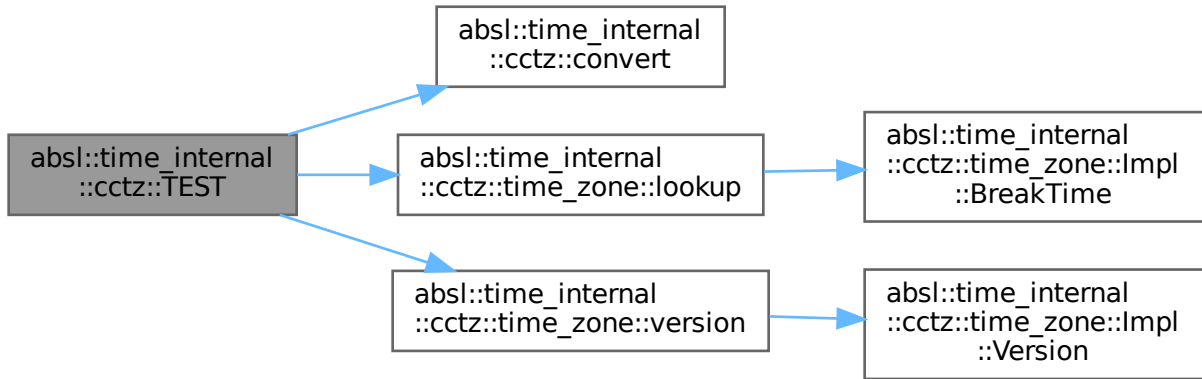 absl::time_internal
::cctz::TEST
absl::time_internal
::cctz::convert
absl::time_internal
::cctz::time_zone::lookup
absl::time_internal
::cctz::time_zone::Impl
::BreakTime
absl::time_internal
::cctz::time_zone::version
absl::time_internal
::cctz::time_zone::Impl
::Version